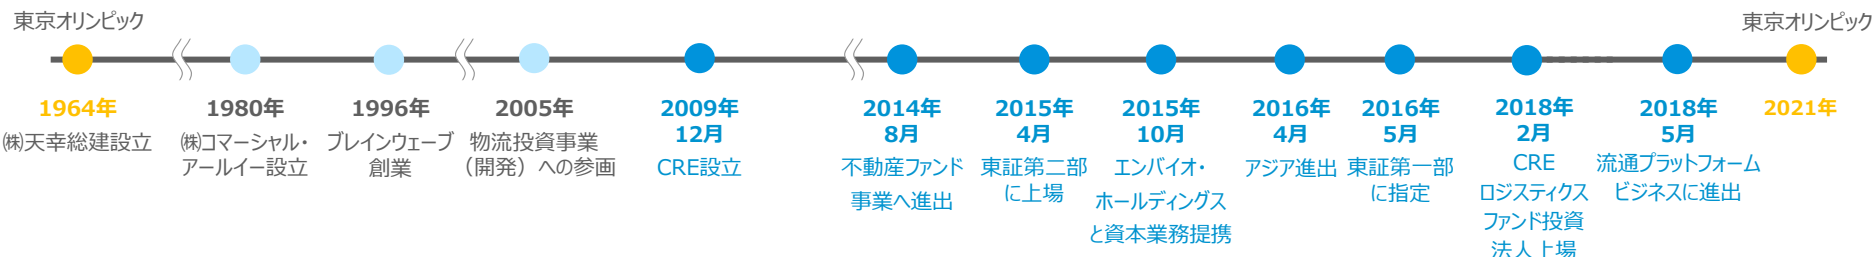 東京オリンピック
東京オリンピック
1964年
㈱天幸総建設立
1980年
㈱コマーシャル・
アールイー設立
1996年
ブレインウェーブ
創業
2005年
物流投資事業
（開発）への参画
2009年
12月
CRE設立
2014年
8月
不動産ファンド
事業へ進出
2015年
4月
東証第二部
に上場
2015年
10月
エンバイオ・
ホールディングス
と資本業務提携
2016年
4月
アジア進出
2016年
5月
東証第一部
に指定
2018年
2月
CRE
ロジスティクス
ファンド投資
法人上場
2018年
5月
流通プラットフォーム
ビジネスに進出
2021年